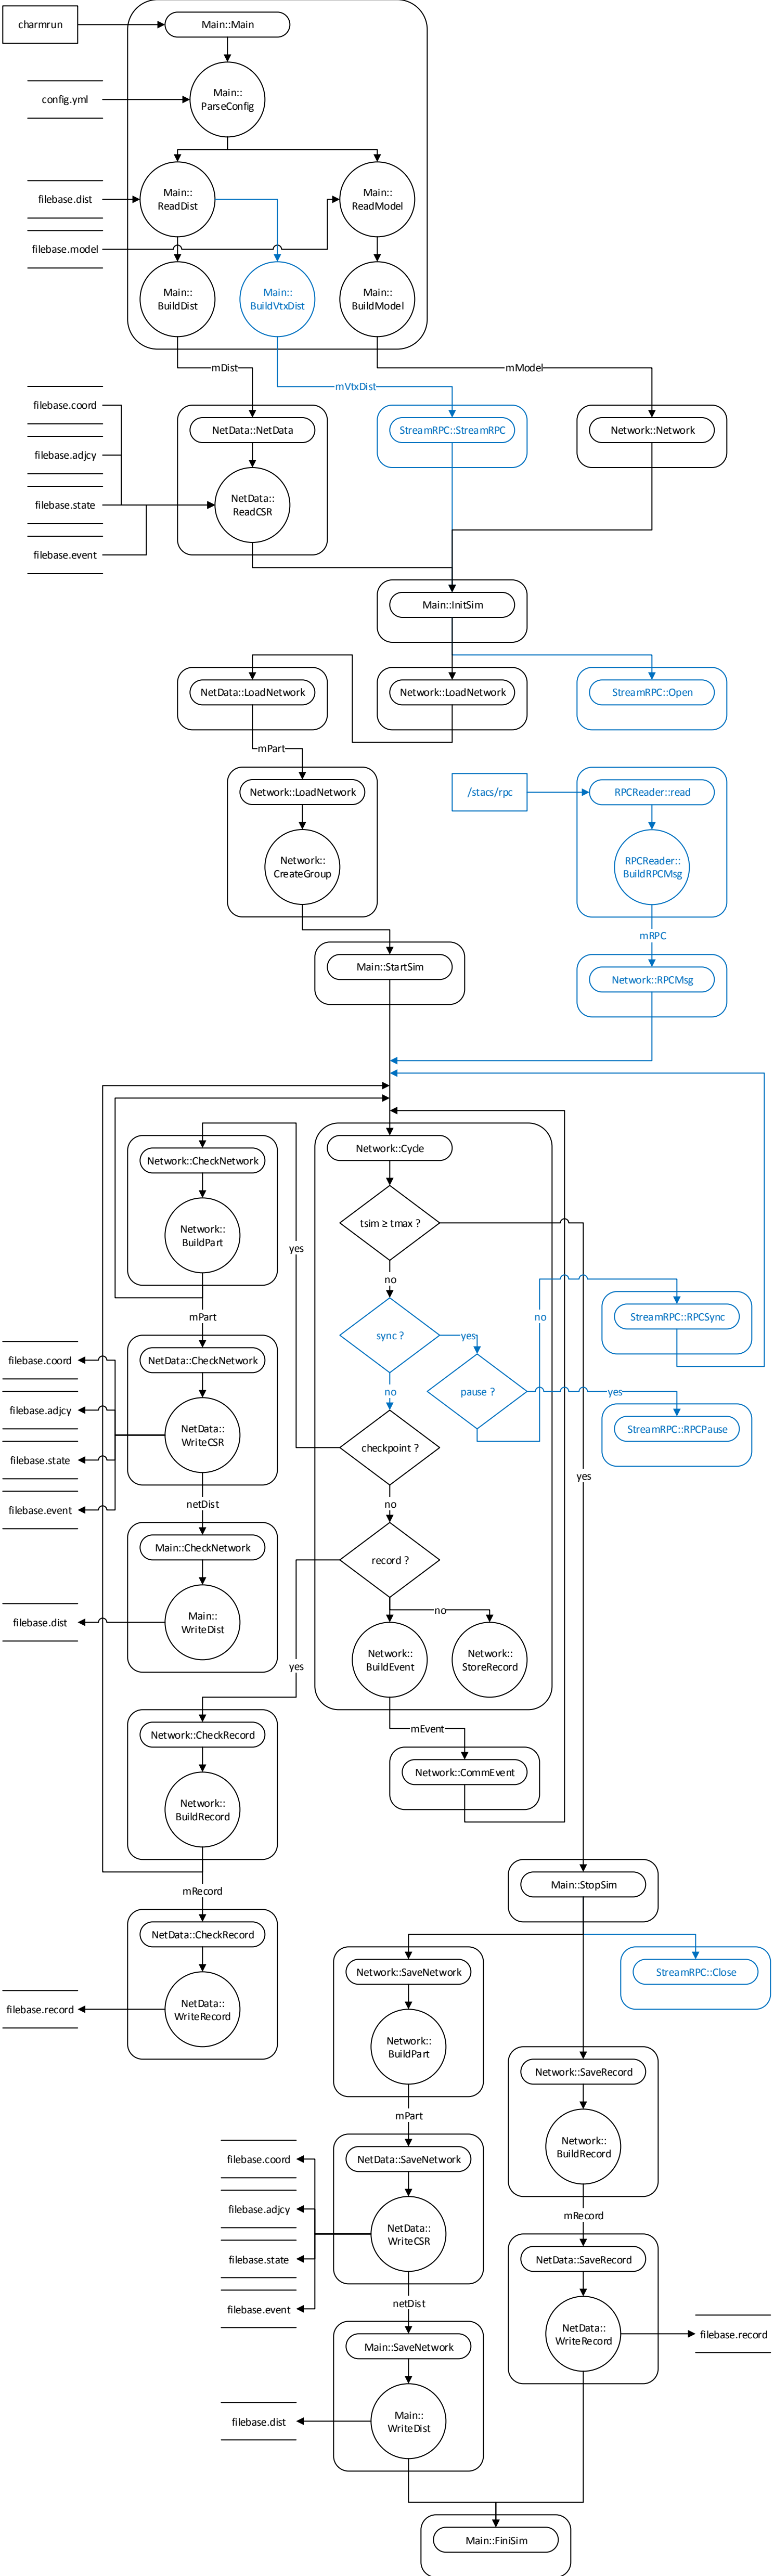 charmrun
Main::Main
config.yml
Main::
ParseConfig
filebase.dist
Main::
ReadDist
Main::
ReadModel
filebase.model
Main::
BuildDist
Main::
BuildVtxDist
Main::
BuildModel
mDist
mVtxDist
mModel
filebase.coord
filebase.adjcy
filebase.state
filebase.event
NetData::NetData
NetData::
ReadCSR
StreamRPC::StreamRPC
Network::Network
Main::InitSim
NetData::LoadNetwork
Network::LoadNetwork
StreamRPC::Open
mPart
Network::LoadNetwork
Network::
CreateGroup
/stacs/rpc
RPCReader::read
RPCReader::
BuildRPCMsg
mRPC
Main::StartSim
Network::RPCMsg
Network::CheckNetwork
Network::
BuildPart
mPart
Network::Cycle
tsim ≥ tmax ?
no
yes
sync ?
yes
no
no
pause ?
yes
StreamRPC::RPCSync
StreamRPC::RPCPause
filebase.coord
filebase.adjcy
filebase.state
filebase.event
NetData::CheckNetwork
NetData::
WriteCSR
netDist
checkpoint ?
no
yes
Main::CheckNetwork
Main::
WriteDist
filebase.dist
record ?
no
yes
Network::
BuildEvent
Network::
StoreRecord
mEvent
Network::CommEvent
Network::CheckRecord
Network::
BuildRecord
mRecord
NetData::CheckRecord
NetData::
WriteRecord
filebase.record
Main::StopSim
StreamRPC::Close
Network::SaveNetwork
Network::
BuildPart
mPart
Network::SaveRecord
Network::
BuildRecord
mRecord
filebase.coord
filebase.adjcy
filebase.state
filebase.event
NetData::SaveNetwork
NetData::
WriteCSR
netDist
NetData::SaveRecord
NetData::
WriteRecord
filebase.record
Main::SaveNetwork
Main::
WriteDist
filebase.dist
Main::FiniSim